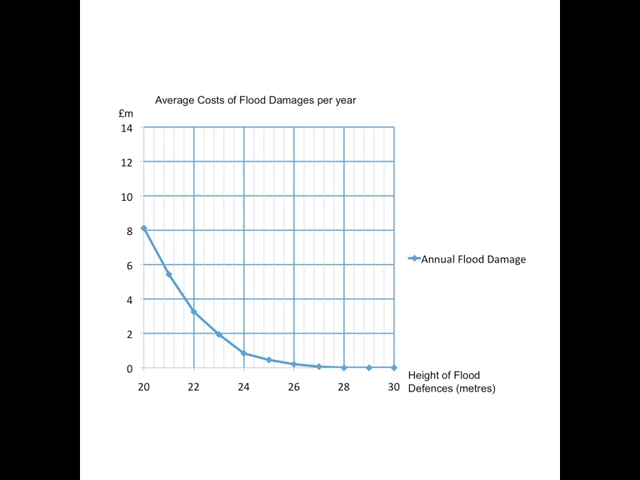 Average Costs of Flood Damages per year
£m
14
12
10
8
6
4
2
0
Annual Flood Damage
20 22 24 26 28 30
Height of Flood
Defences (metres)